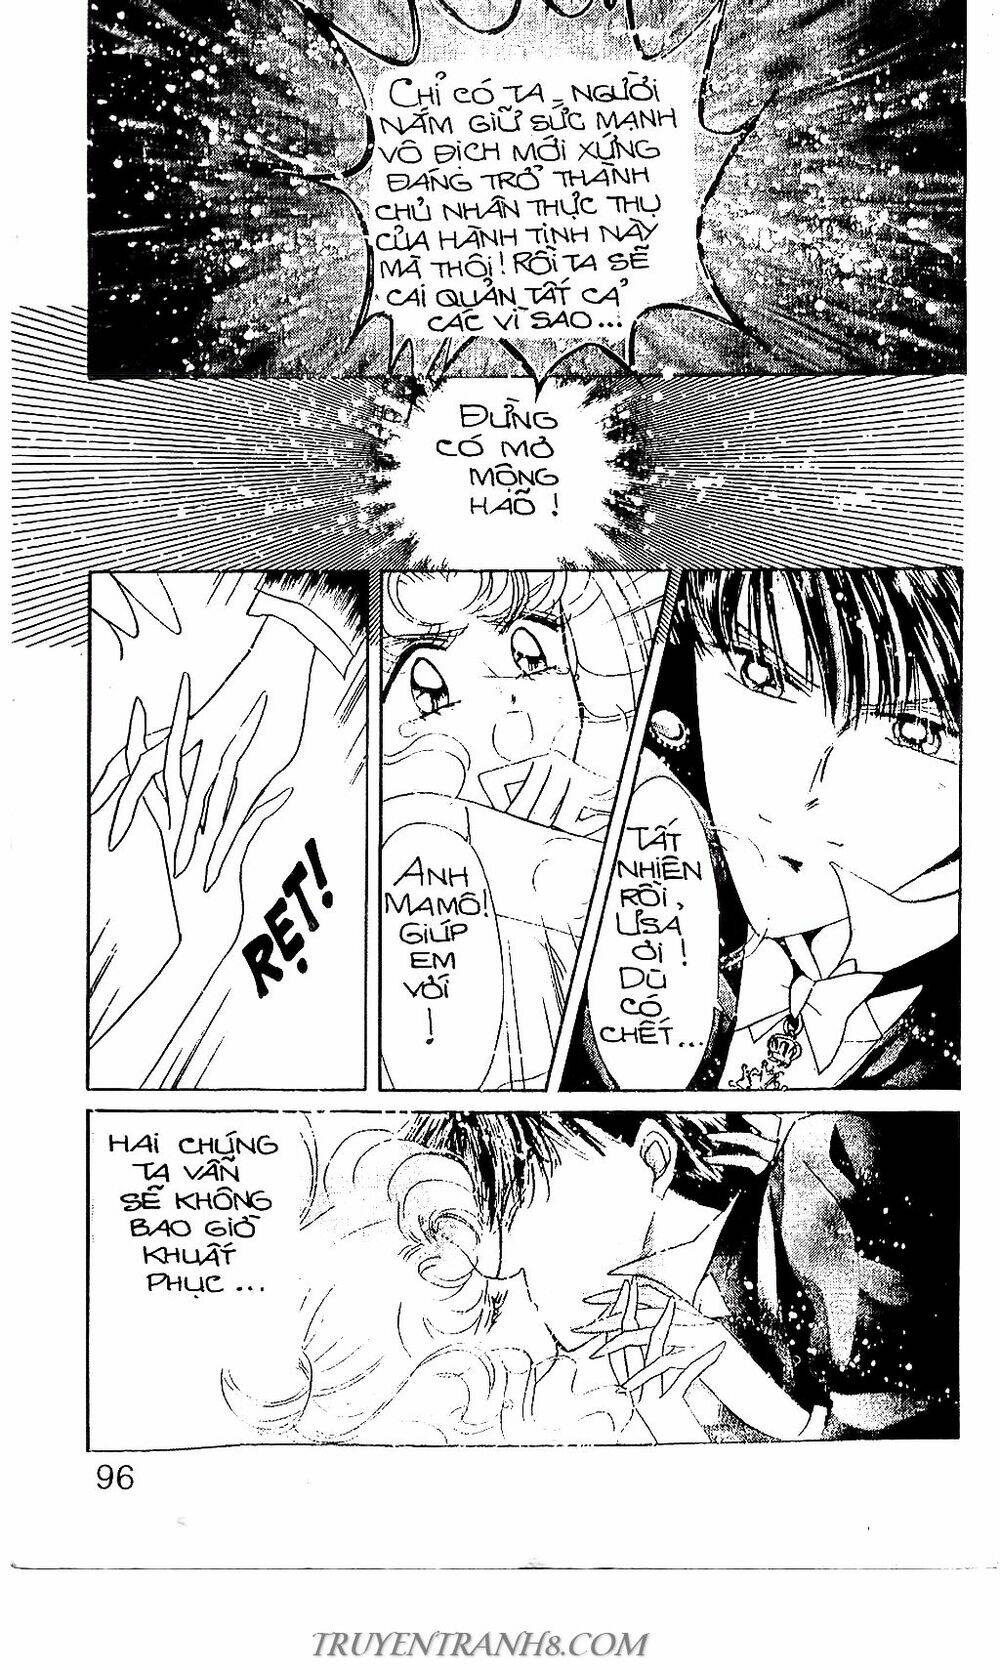 CHỈ CÓ TA, NGƯỜI
NẮM GIỮ SỨC MẠNH
VÔ ĐỊCH MỚI XỨNG
ĐÁNG TRỞ THÀNH
CHỦ NHÂN THỰC THỤ
CỦA HÀNH TINH NÀY
MÀ THÔI! RỒI TA SẼ
CAI QUẢN TẤT CẢ
CÁC VÌ SAO...
ĐỪNG
CÓ MƠ
MỘNG
HAÕ!
RẸT!
ANH
MAMÔ!
GIÚP
EM
VỚI
!
TẤT
NHIÊN
RỒI,
ƯSA
ƠI!
DÙ
CÓ
CHẾT...
HAI CHÚNG
TA VẪN
SẼ KHÔNG
BAO GIỜ
KHUẤT
PHỤC...
96
TRUYENTRANH8.COM